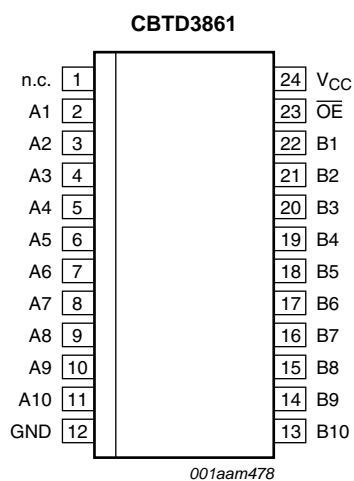 CBTD3861
n.c. 1 24 VCC
A1 2 23 O̅E̅
A2 3 22 B1
A3 4 21 B2
A4 5 20 B3
A5 6 19 B4
A6 7 18 B5
A7 8 17 B6
A8 9 16 B7
A9 10 15 B8
A10 11 14 B9
GND 12 13 B10
001aam478